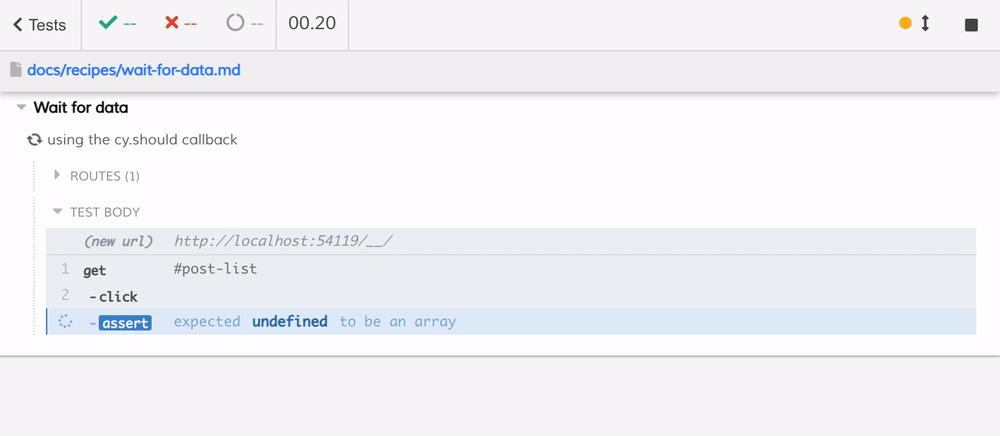 Tests -- -- -- 00.20
docs/recipes/wait-for-data.md
Wait for data
using the cy.should callback
ROUTES (1)
TEST BODY
(new url) http://localhost:54119/__/
1 get #post-list
2 -click
-assert expected undefined to be an array